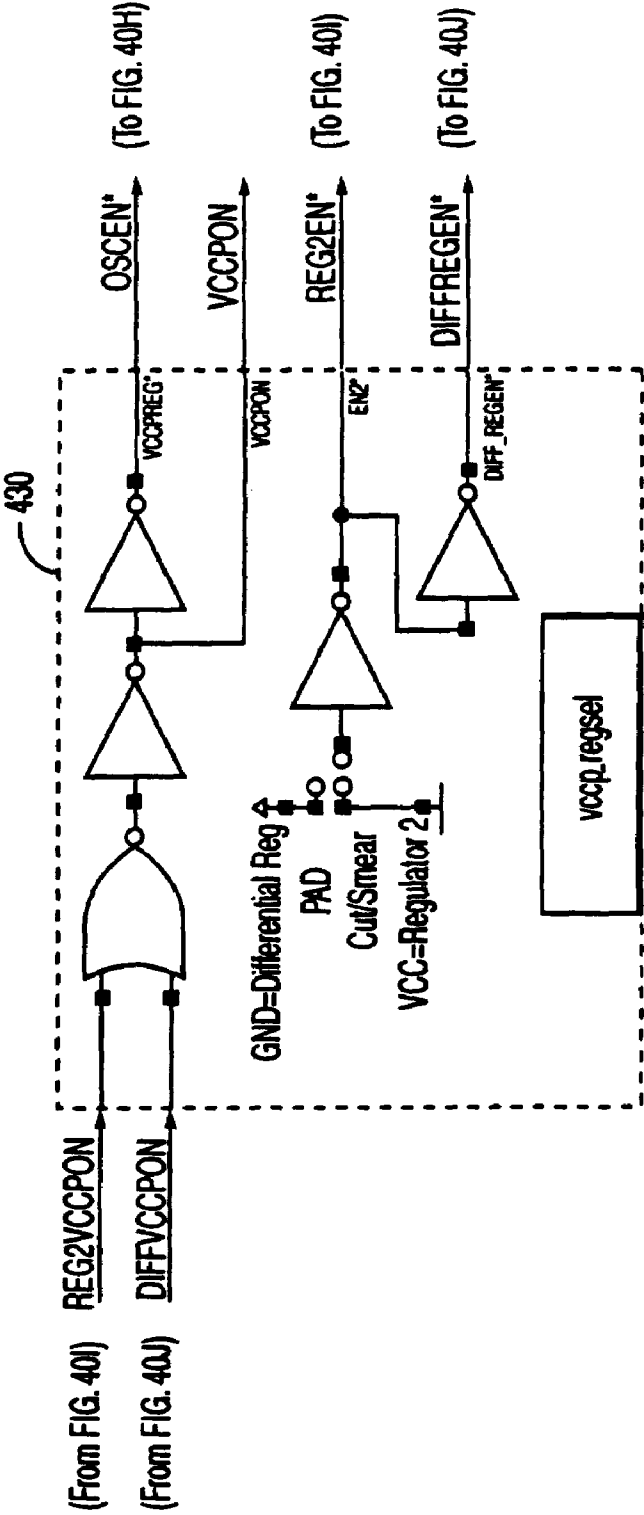 430
(From FIG. 40I) REG2VCCPON
(From FIG. 40J) DIFFVCCPON
VCCPREG*
OSCEN* (To FIG. 40H)
VCCPON
VCCPON
GND=Differential Reg
PAD
Cut/Smear
VCC=Regulator 2
EN2*
REG2EN* (To FIG. 40I)
DIFF_REGEN*
DIFFREGEN* (To FIG. 40J)
vccp_regsel